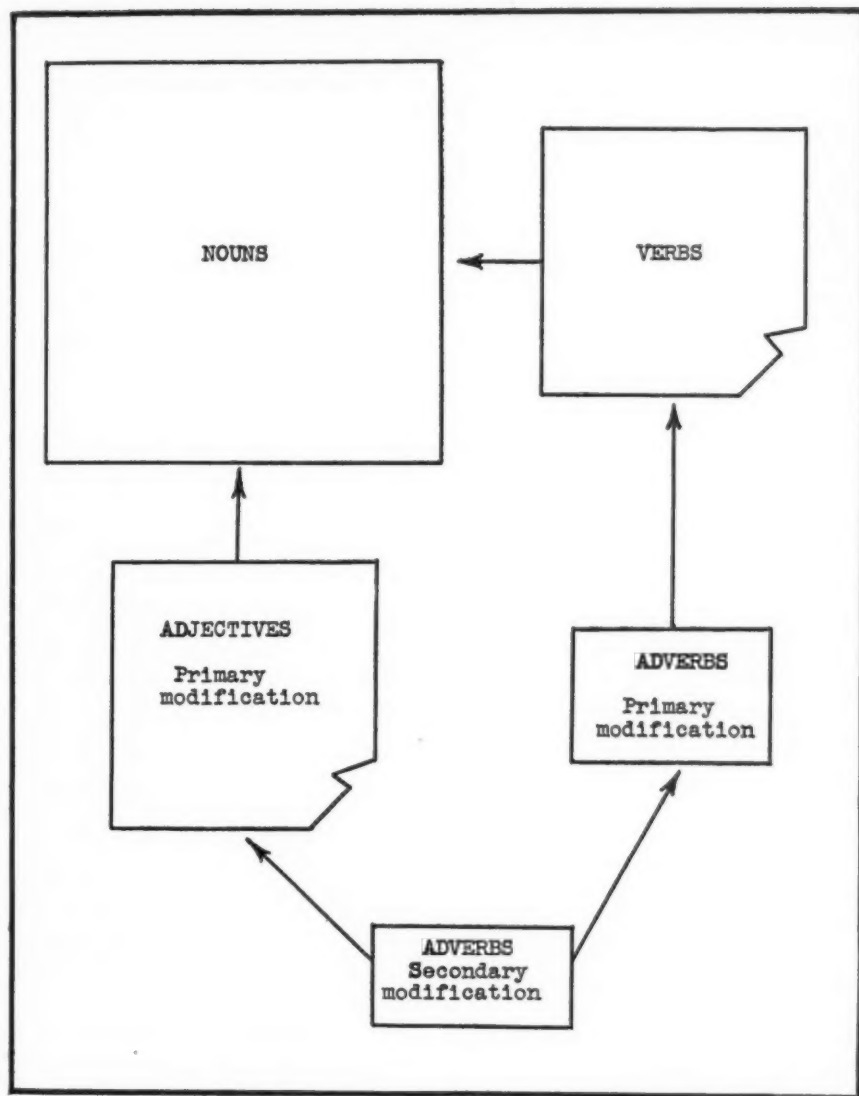 NOUNS
VERBS
ADJECTIVES
Primary
modification
ADVERBS
Primary
modification
ADVERBS
Secondary
modification